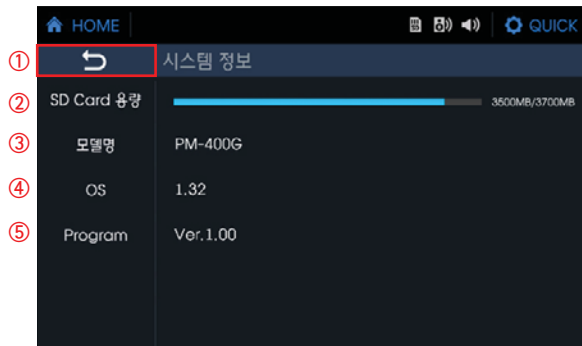 HOME QUICK
① 시스템 정보
② SD Card 용량 3500MB/3700MB
③ 모델명 PM-400G
④ OS 1.32
⑤ Program Ver.1.00